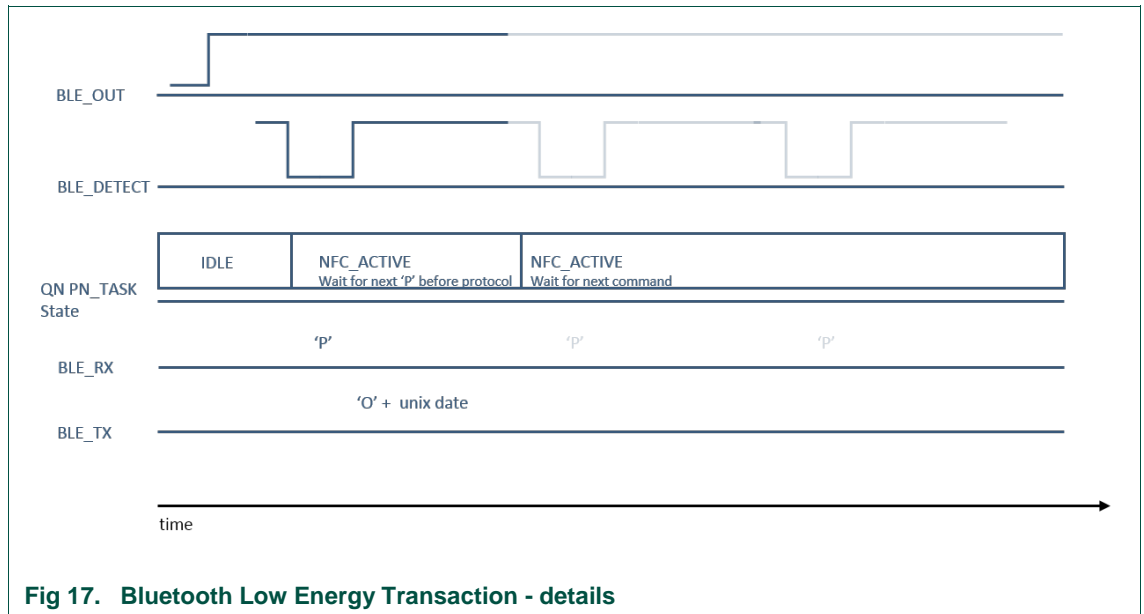 BLE_OUT
BLE_DETECT
IDLE
NFC_ACTIVE
Wait for next ‘P’ before protocol
NFC_ACTIVE
Wait for next command
QN PN_TASK
State
‘P’
‘P’
‘P’
BLE_RX
‘O’ + unix date
BLE_TX
time
Fig 17. Bluetooth Low Energy Transaction - details